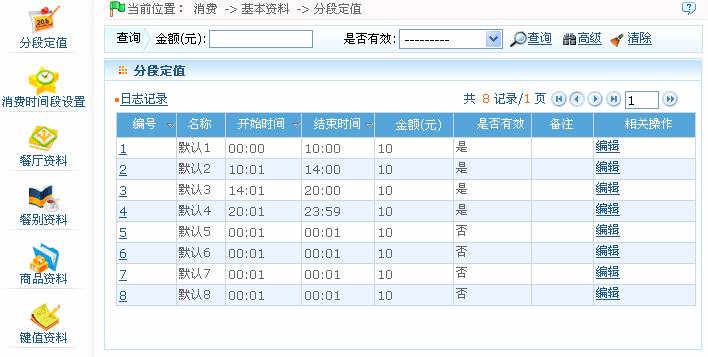 当前位置： 消费 -> 基本资料 -> 分段定值
查询 金额(元): 是否有效: --------- 查询 高级 清除
分段定值
消费时间段设置
餐厅资料
餐别资料
商品资料
键值资料
分段定值
日志记录 共 8 记录/1 页 1
编号 名称 开始时间 结束时间 金额(元) 是否有效 备注 相关操作
1 默认1 00:00 10:00 10 是 编辑
2 默认2 10:01 14:00 10 是 编辑
3 默认3 14:01 20:00 10 是 编辑
4 默认4 20:01 23:59 10 是 编辑
5 默认5 00:01 00:01 10 否 编辑
6 默认6 00:01 00:01 10 否 编辑
7 默认7 00:01 00:01 10 否 编辑
8 默认8 00:01 00:01 10 否 编辑